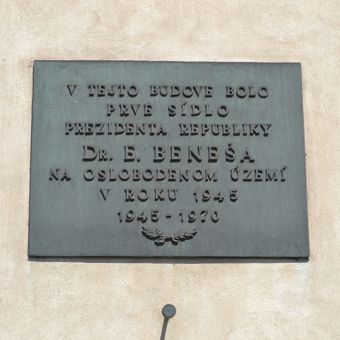 V TEJTO BUDOVE BOLO
PRVÉ SÍDLO
PREZIDENTA REPUBLIKY
DR. E. BENEŠA
NA OSLOBODENOM ÚZEMÍ
V ROKU 1945
1945-1970